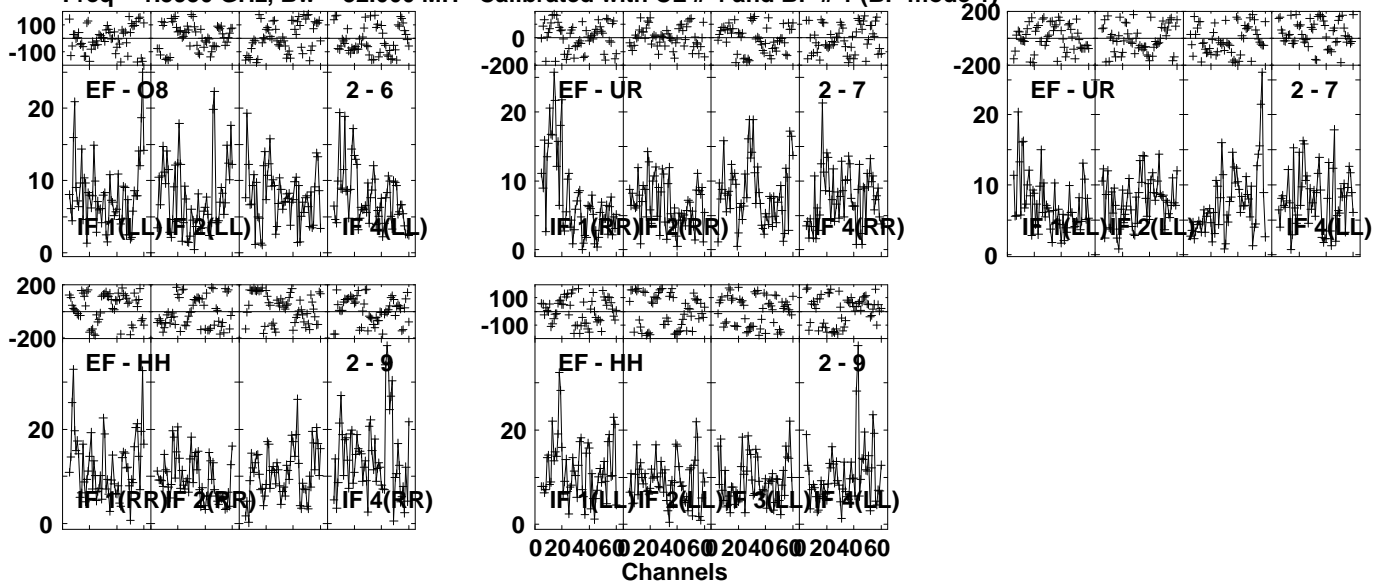 Calibrated with CL # 4 and BP # 1 (BP mode 1)
100
-100
EF - O8
2 - 6
20
10
0
IF 1(LL)
IF 2(LL)
IF 4(LL)
0
-200
EF - UR
2 - 7
20
10
0
IF 1(RR)
IF 2(RR)
IF 4(RR)
200
0
-200
EF - UR
2 - 7
20
10
0
IF 1(LL)
IF 2(LL)
IF 4(LL)
200
-200
EF - HH
2 - 9
20
0
IF 1(RR)
IF 2(RR)
IF 4(RR)
100
-100
EF - HH
2 - 9
20
0
IF 1(LL)
IF 2(LL)
IF 3(LL)
IF 4(LL)
0 20 40 60 0 20 40 60 0 20 40 60 0 20 40 60
Channels